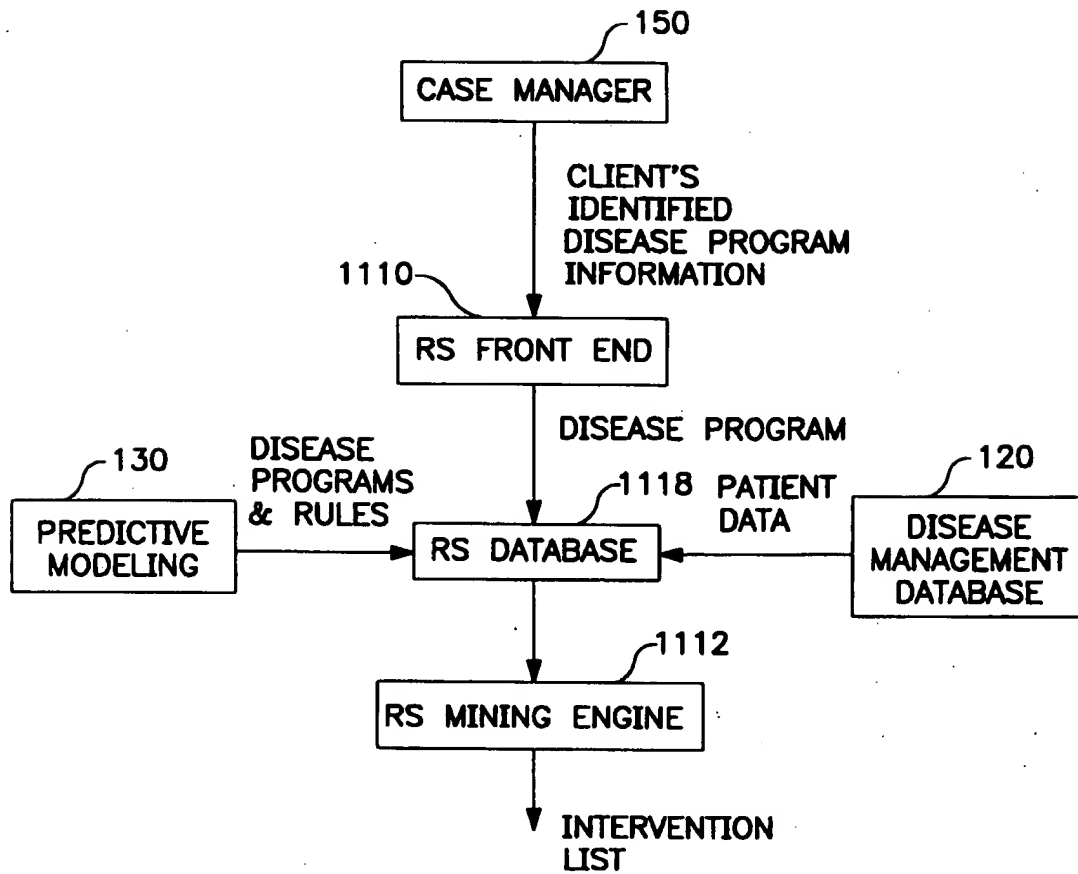 150
CASE MANAGER
CLIENT'S
IDENTIFIED
DISEASE PROGRAM
INFORMATION
1110
RS FRONT END
DISEASE PROGRAM
130
PREDICTIVE
MODELING
DISEASE
PROGRAMS
& RULES
1118
RS DATABASE
PATIENT
DATA
120
DISEASE
MANAGEMENT
DATABASE
1112
RS MINING ENGINE
INTERVENTION
LIST